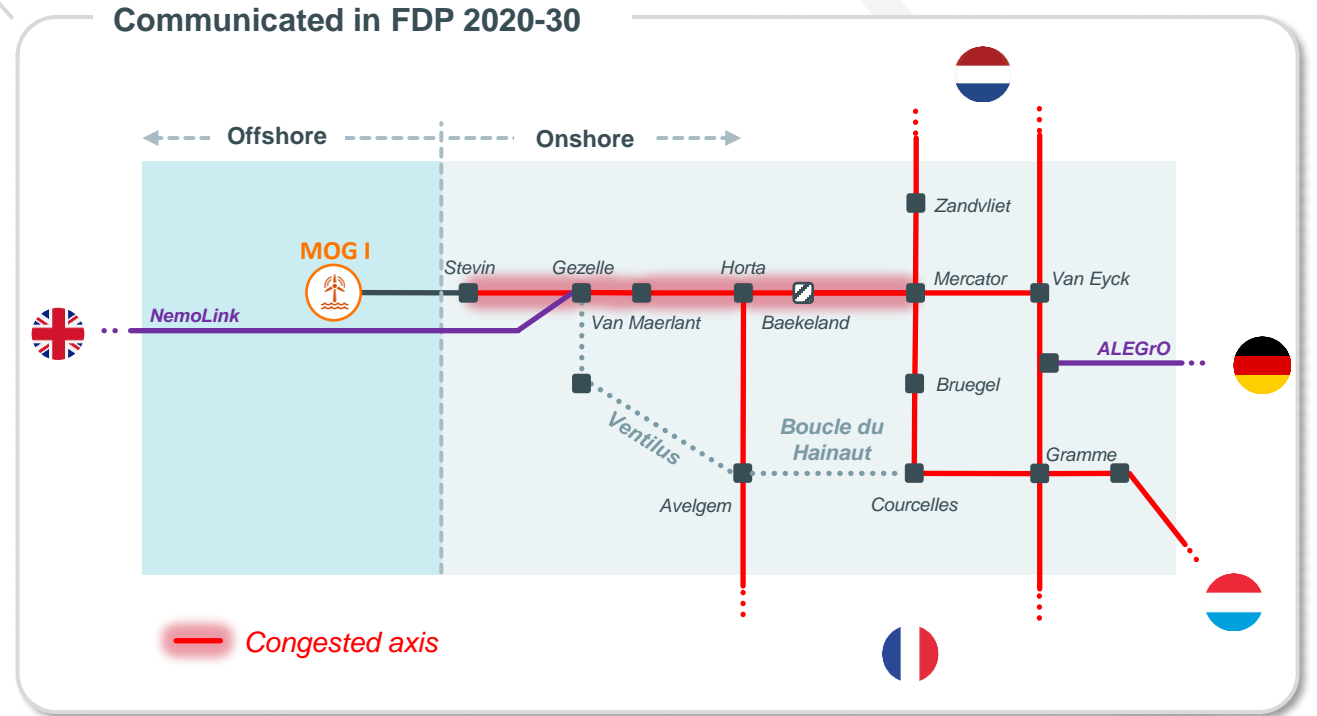 Communicated in FDP 2020-30
Offshore
Onshore
Zandvliet
MOG I
Stevin
Gezelle
Horta
Mercator
Van Eyck
NemoLink
Van Maerlant
Baekeland
ALEGrO
Bruegel
Ventilus
Boucle du
Hainaut
Gramme
Avelgem
Courcelles
Congested axis